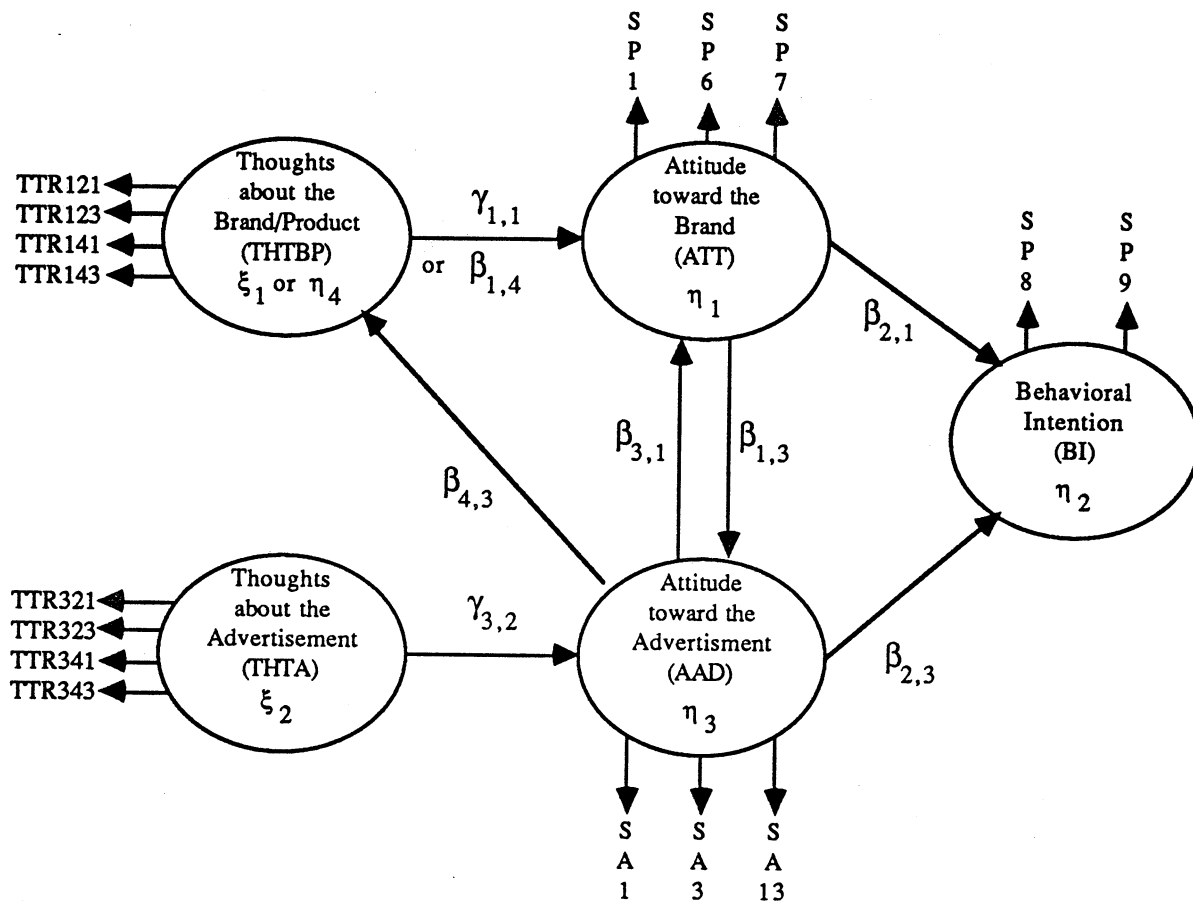 S P 1
S P 6
S P 7
TTR121
TTR123
TTR141
TTR143
Thoughts
about the
Brand/Product
(THTBP)
ξ1 or η4
γ1,1
or β1,4
Attitude
toward the
Brand
(ATT)
η1
β2,1
S P 8
S P 9
Behavioral
Intention
(BI)
η2
β3,1
β1,3
β4,3
TTR321
TTR323
TTR341
TTR343
Thoughts
about the
Advertisement
(THTA)
ξ2
γ3,2
Attitude
toward the
Advertisment
(AAD)
η3
β2,3
S A 1
S A 3
S A 13